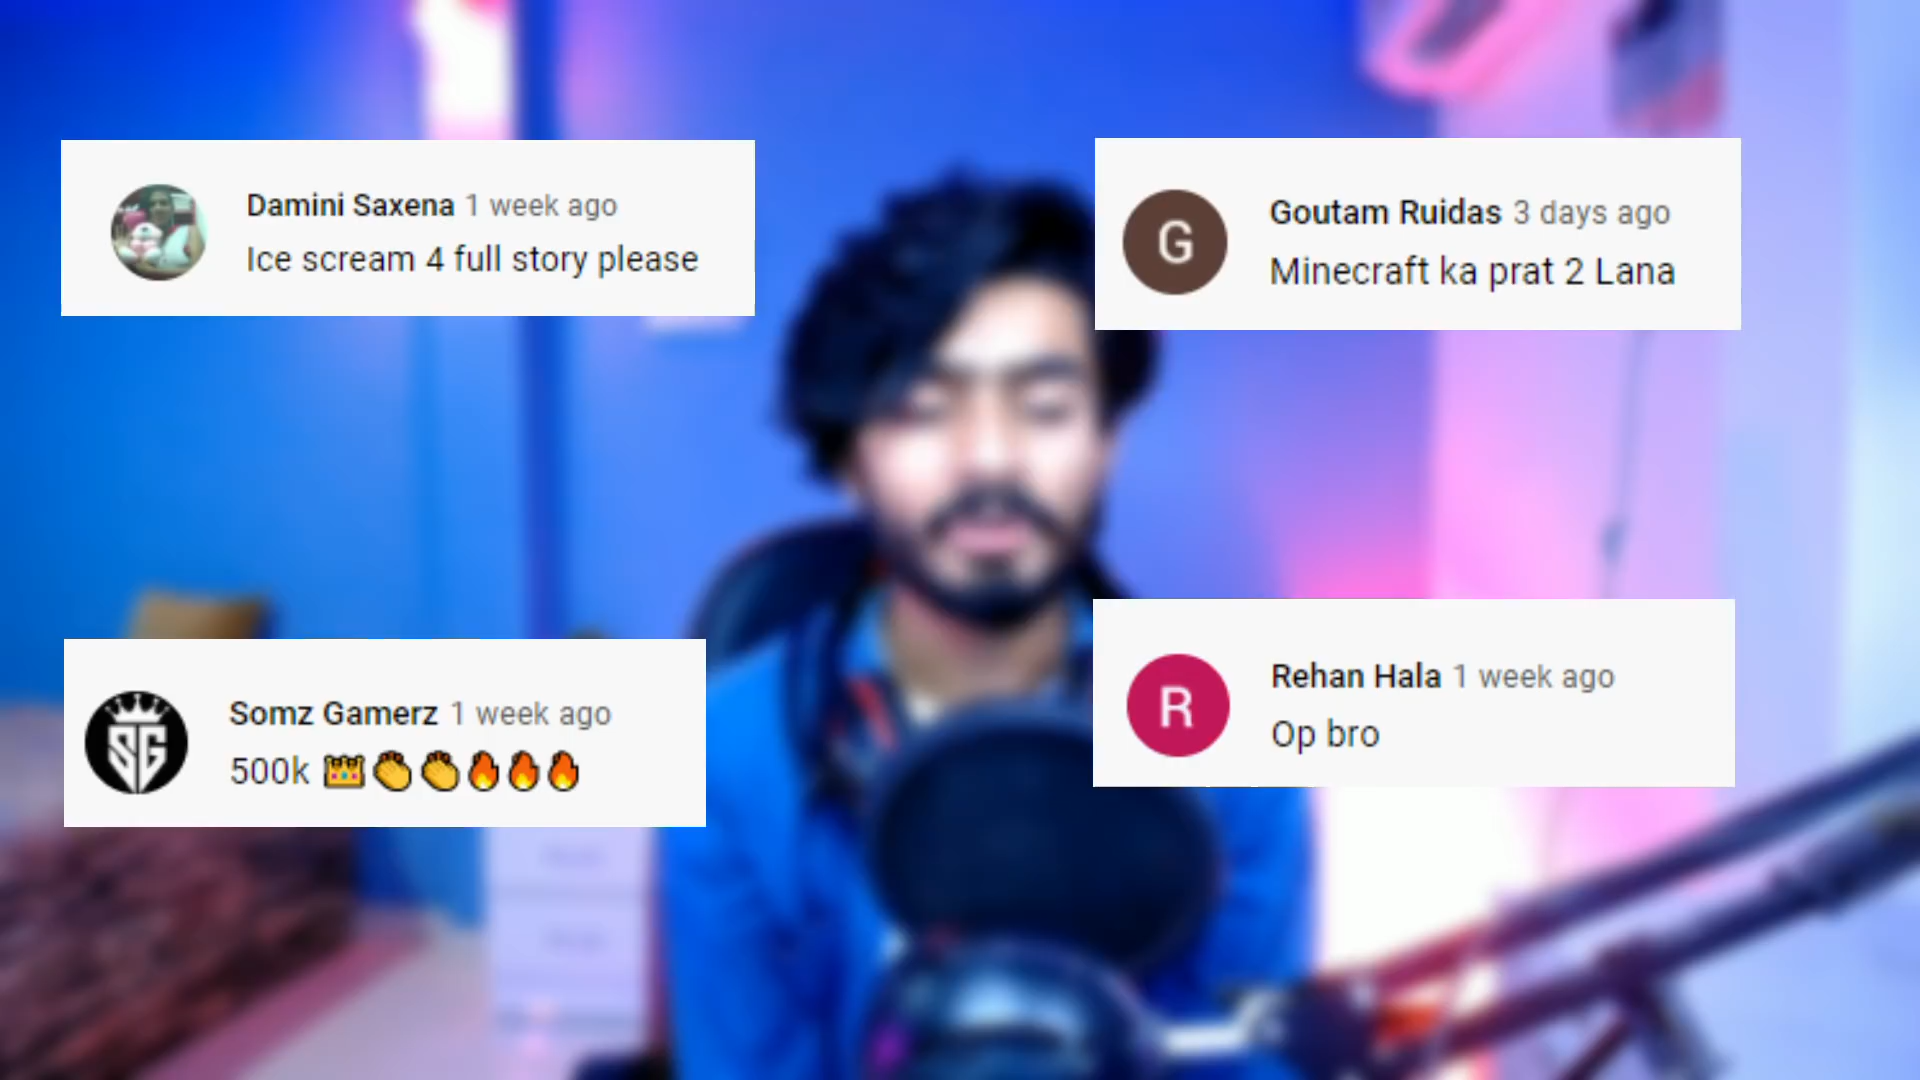 Damini Saxena 1 week ago
Ice scream 4 full story please
G
Goutam Ruidas 3 days ago
Minecraft ka prat 2 Lana
SG
Somz Gamerz 1 week ago
500k 👑👏👏🔥🔥🔥
R
Rehan Hala 1 week ago
Op bro